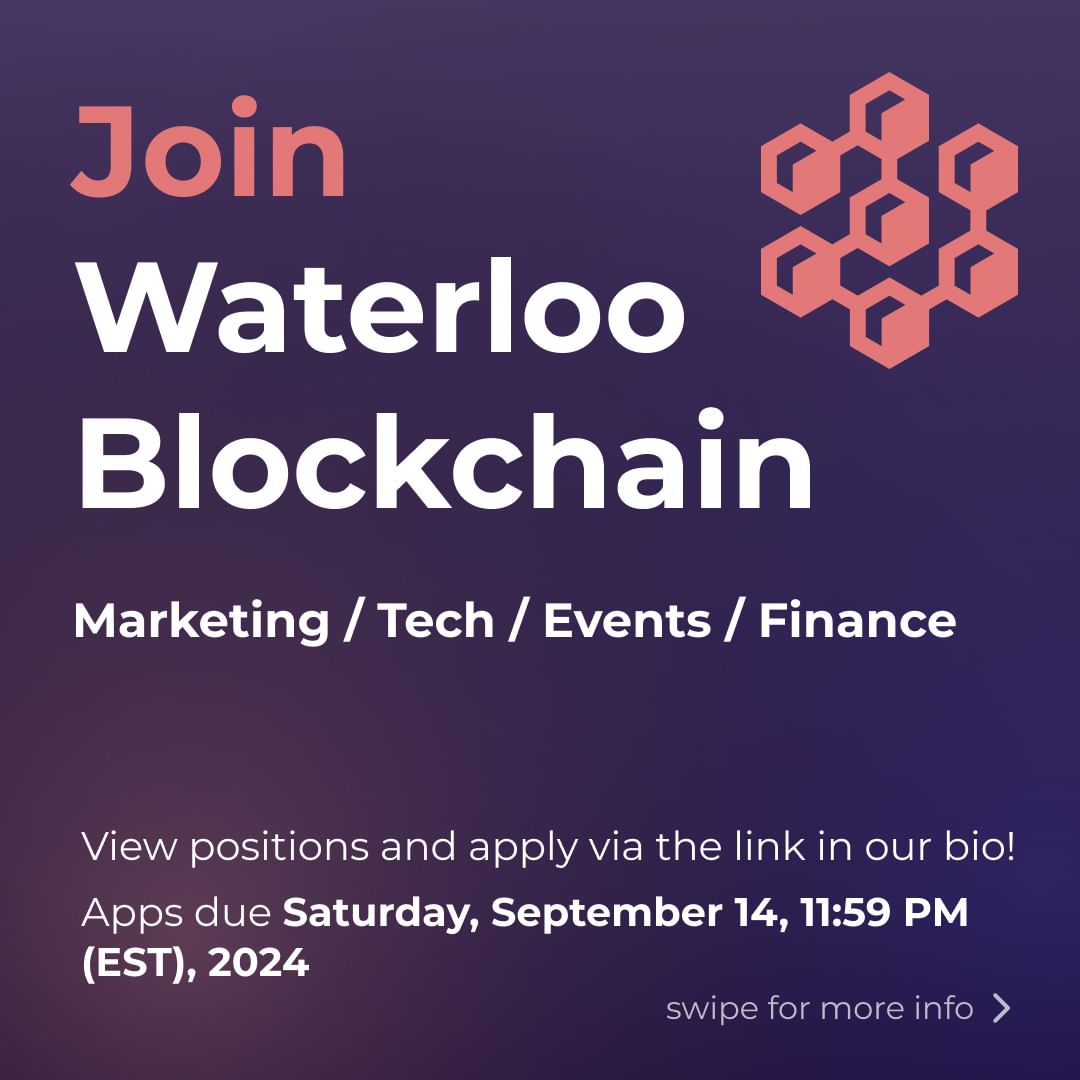 Join
Waterloo
Blockchain
Marketing / Tech / Events / Finance
View positions and apply via the link in our bio!
Apps due Saturday, September 14, 11:59 PM
(EST), 2024
swipe for more info